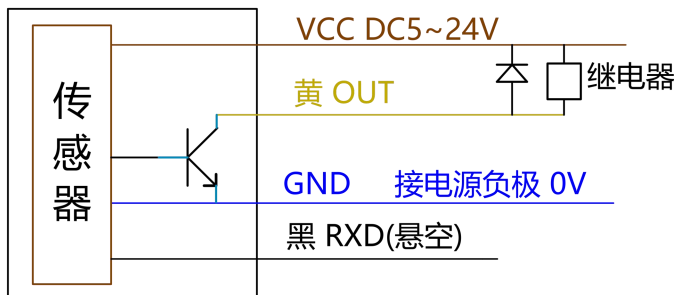 VCC DC5~24V
继电器
黄 OUT
传感器
GND 接电源负极 0V
黑 RXD(悬空)